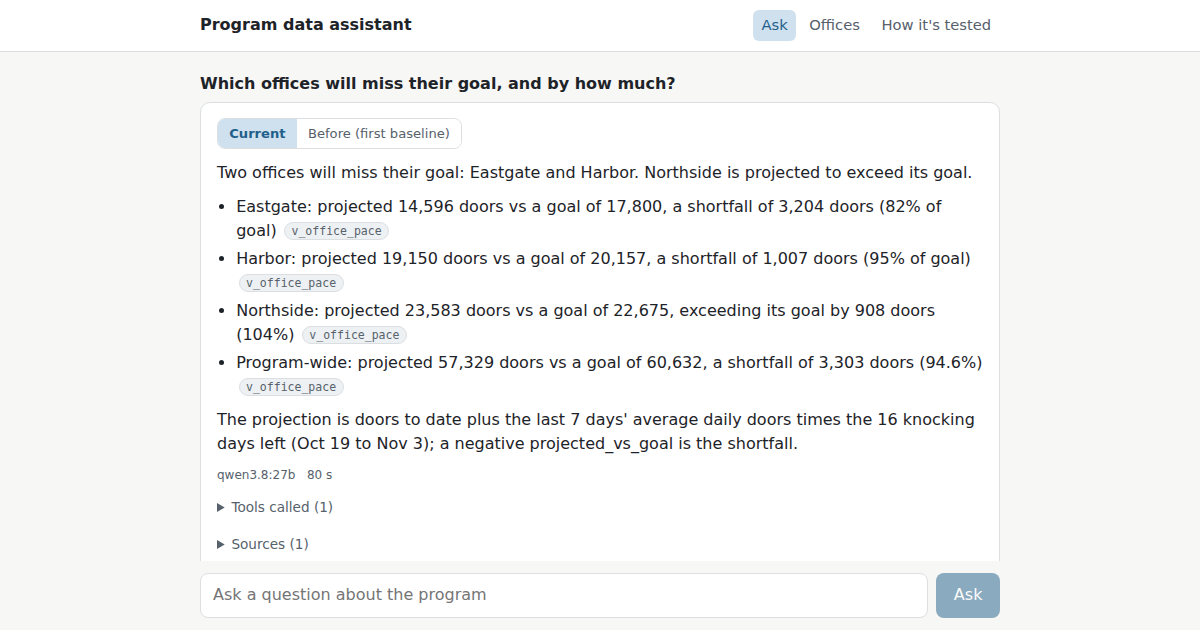 Program data assistant
Ask
Offices
How it's tested
Which offices will miss their goal, and by how much?
Current
Before (first baseline)
Two offices will miss their goal: Eastgate and Harbor. Northside is projected to exceed its goal.
Eastgate: projected 14,596 doors vs a goal of 17,800, a shortfall of 3,204 doors (82% of
goal) v_office_pace
Harbor: projected 19,150 doors vs a goal of 20,157, a shortfall of 1,007 doors (95% of goal)
v_office_pace
Northside: projected 23,583 doors vs a goal of 22,675, exceeding its goal by 908 doors
(104%) v_office_pace
Program-wide: projected 57,329 doors vs a goal of 60,632, a shortfall of 3,303 doors (94.6%)
v_office_pace
The projection is doors to date plus the last 7 days' average daily doors times the 16 knocking
days left (Oct 19 to Nov 3); a negative projected_vs_goal is the shortfall.
qwen3.8:27b 80 s
Tools called (1)
Sources (1)
Ask a question about the program
Ask